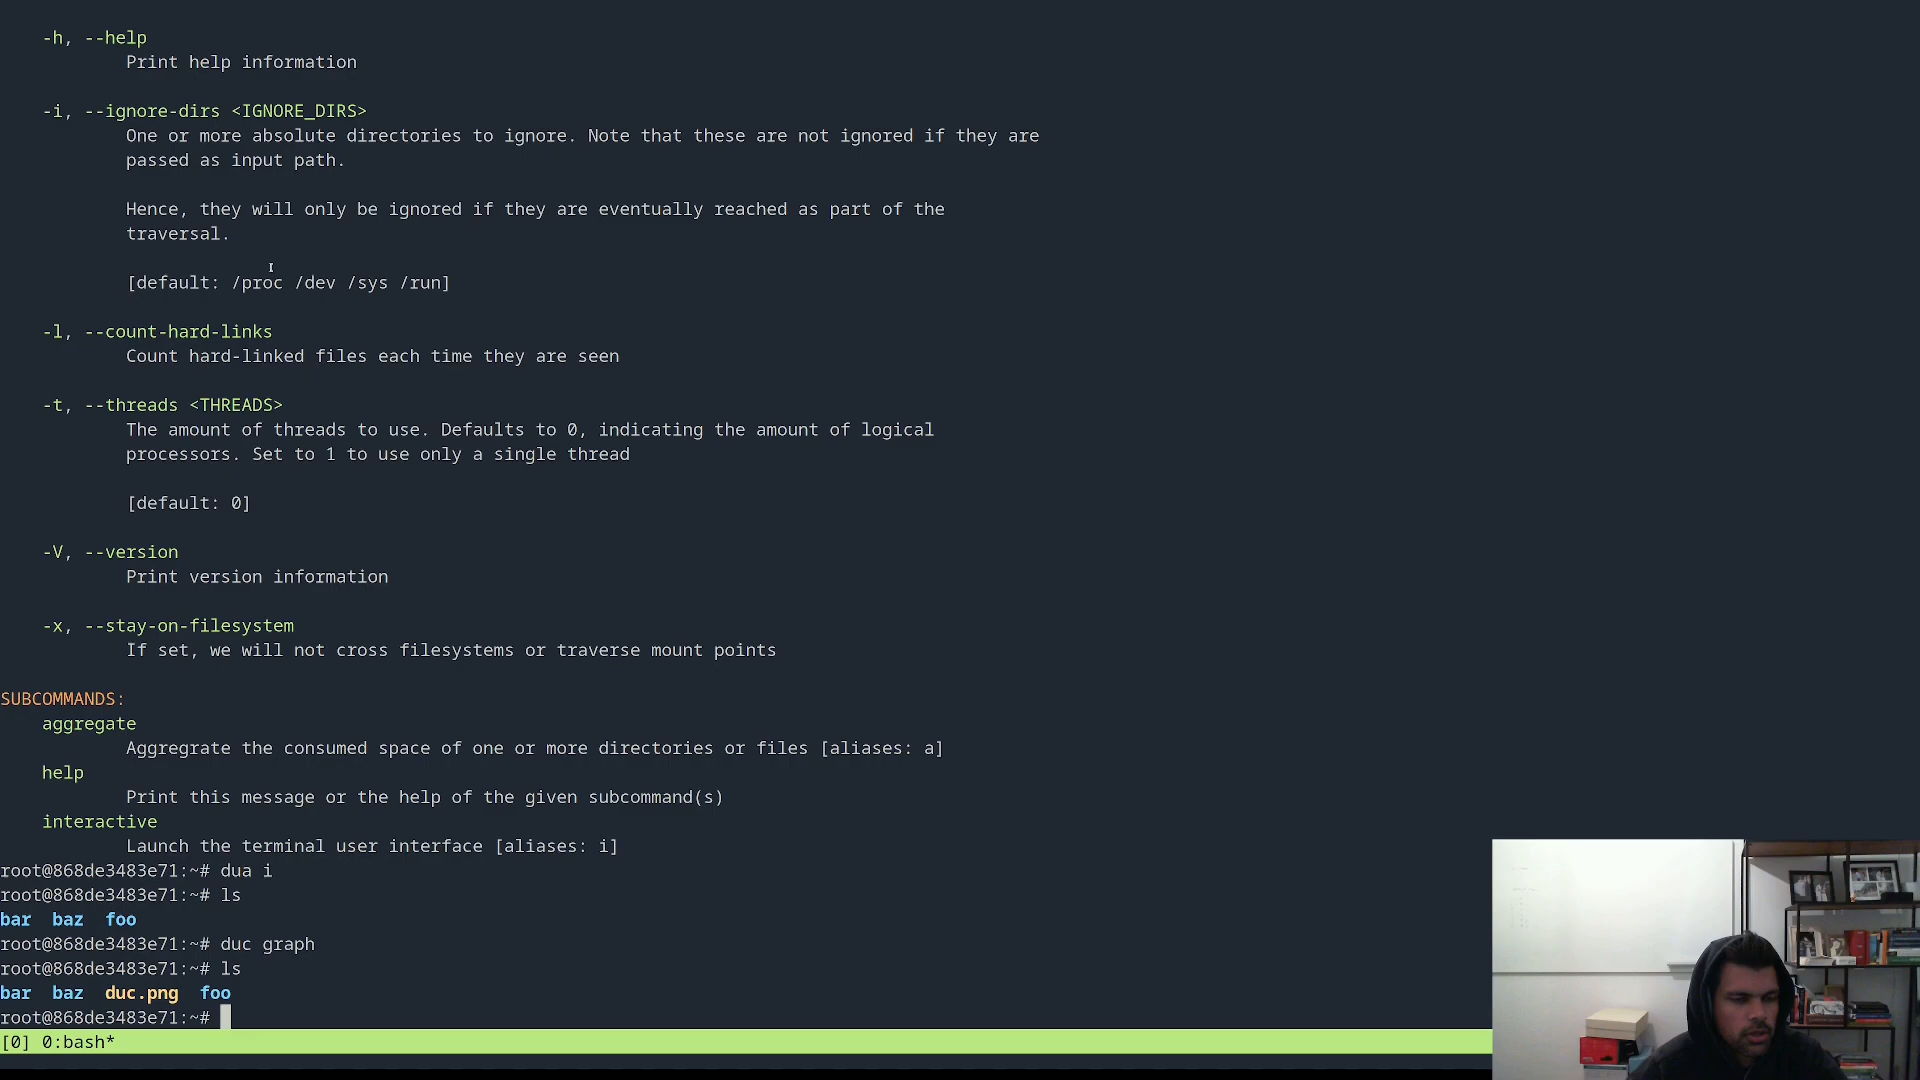 -h, --help
Print help information
-i, --ignore-dirs <IGNORE_DIRS>
One or more absolute directories to ignore. Note that these are not ignored if they are
passed as input path.
Hence, they will only be ignored if they are eventually reached as part of the
traversal.
[default: /proc /dev /sys /run]
-l, --count-hard-links
Count hard-linked files each time they are seen
-t, --threads <THREADS>
The amount of threads to use. Defaults to 0, indicating the amount of logical
processors. Set to 1 to use only a single thread
[default: 0]
-V, --version
Print version information
-x, --stay-on-filesystem
If set, we will not cross filesystems or traverse mount points
SUBCOMMANDS:
aggregate
Aggregrate the consumed space of one or more directories or files [aliases: a]
help
Print this message or the help of the given subcommand(s)
interactive
Launch the terminal user interface [aliases: i]
root@868de3483e71:~# dua i
root@868de3483e71:~# ls
bar baz foo
root@868de3483e71:~# duc graph
root@868de3483e71:~# ls
bar baz duc.png foo
root@868de3483e71:~#
[0] 0:bash*